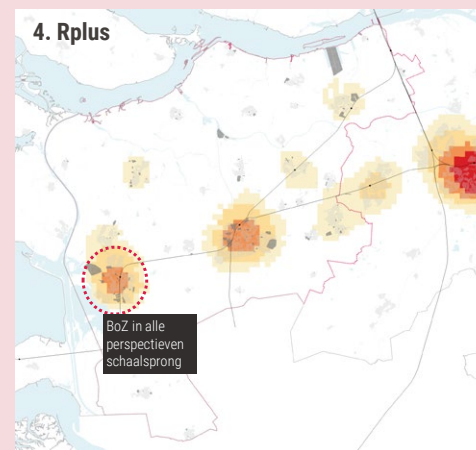 4. Rplus
BoZ in alle
perspectieven
schaalsprong